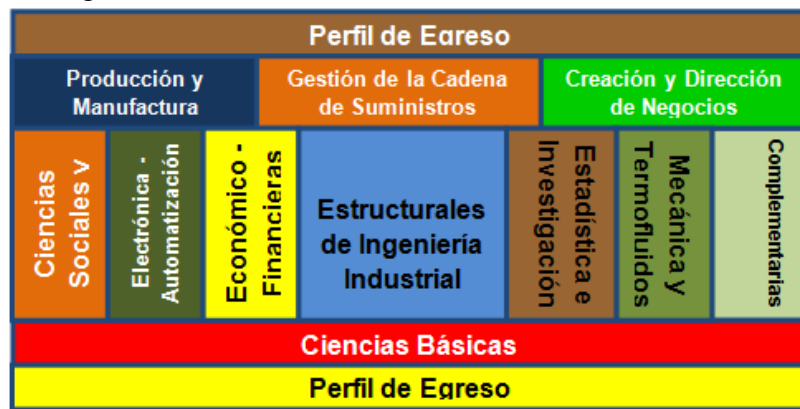 Perfil de Egreso
Producción y
Manufactura
Gestión de la Cadena
de Suministros
Creación y Dirección
de Negocios
Ciencias
Sociales y
Electrónica -
Automatización
Económico -
Financieras
Estructurales
de Ingeniería
Industrial
Estadística e
Investigación
Mecánica y
Termofluidos
Complementarias
Ciencias Básicas
Perfil de Egreso